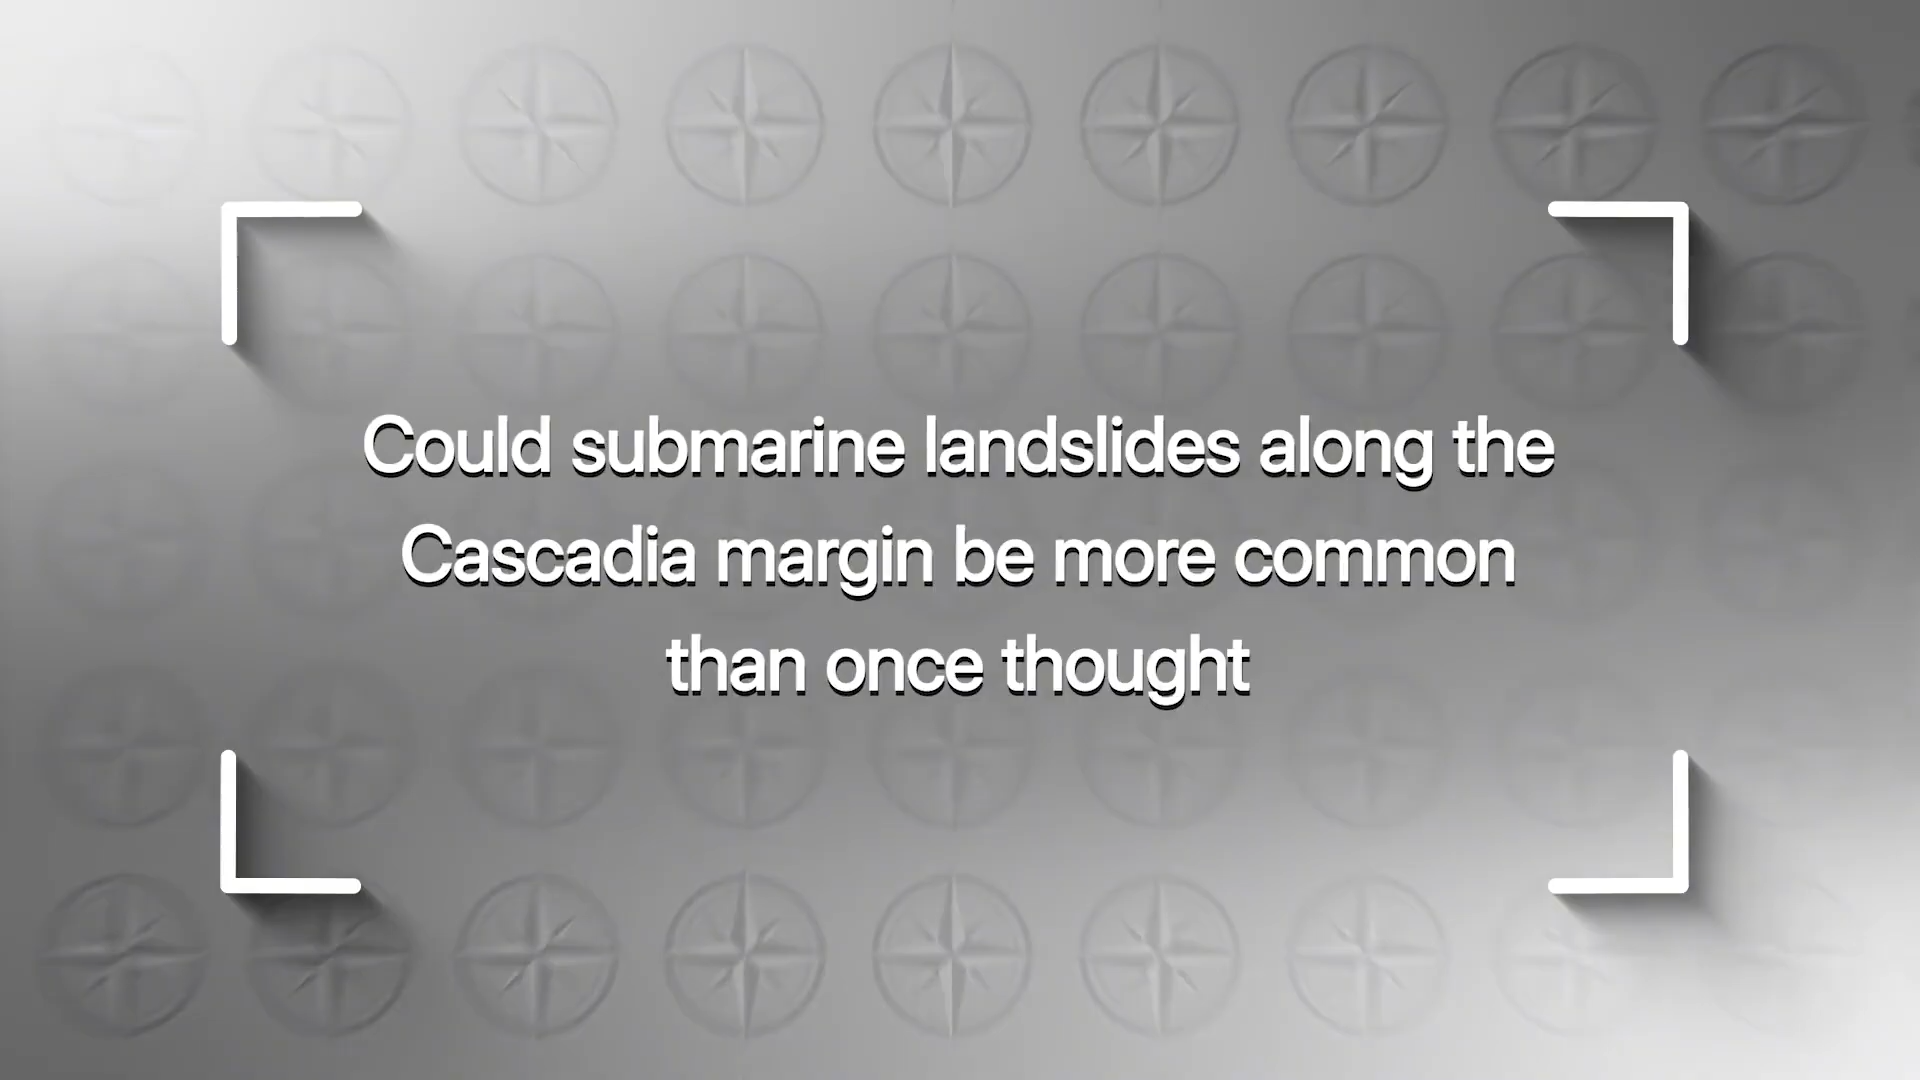 Could submarine landslides along the
Cascadia margin be more common
than once thought